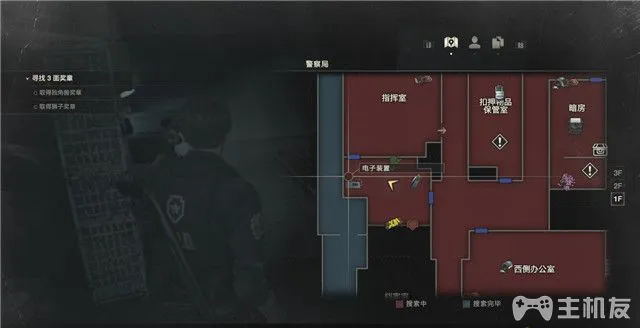 警察局
寻找 3 面奖章
取得独角兽奖章
取得狮子奖章
指挥室
扣押物品
保管室
暗房
电子装置
3F
2F
1F
西侧办公室
搜索中
搜索完毕
主机友